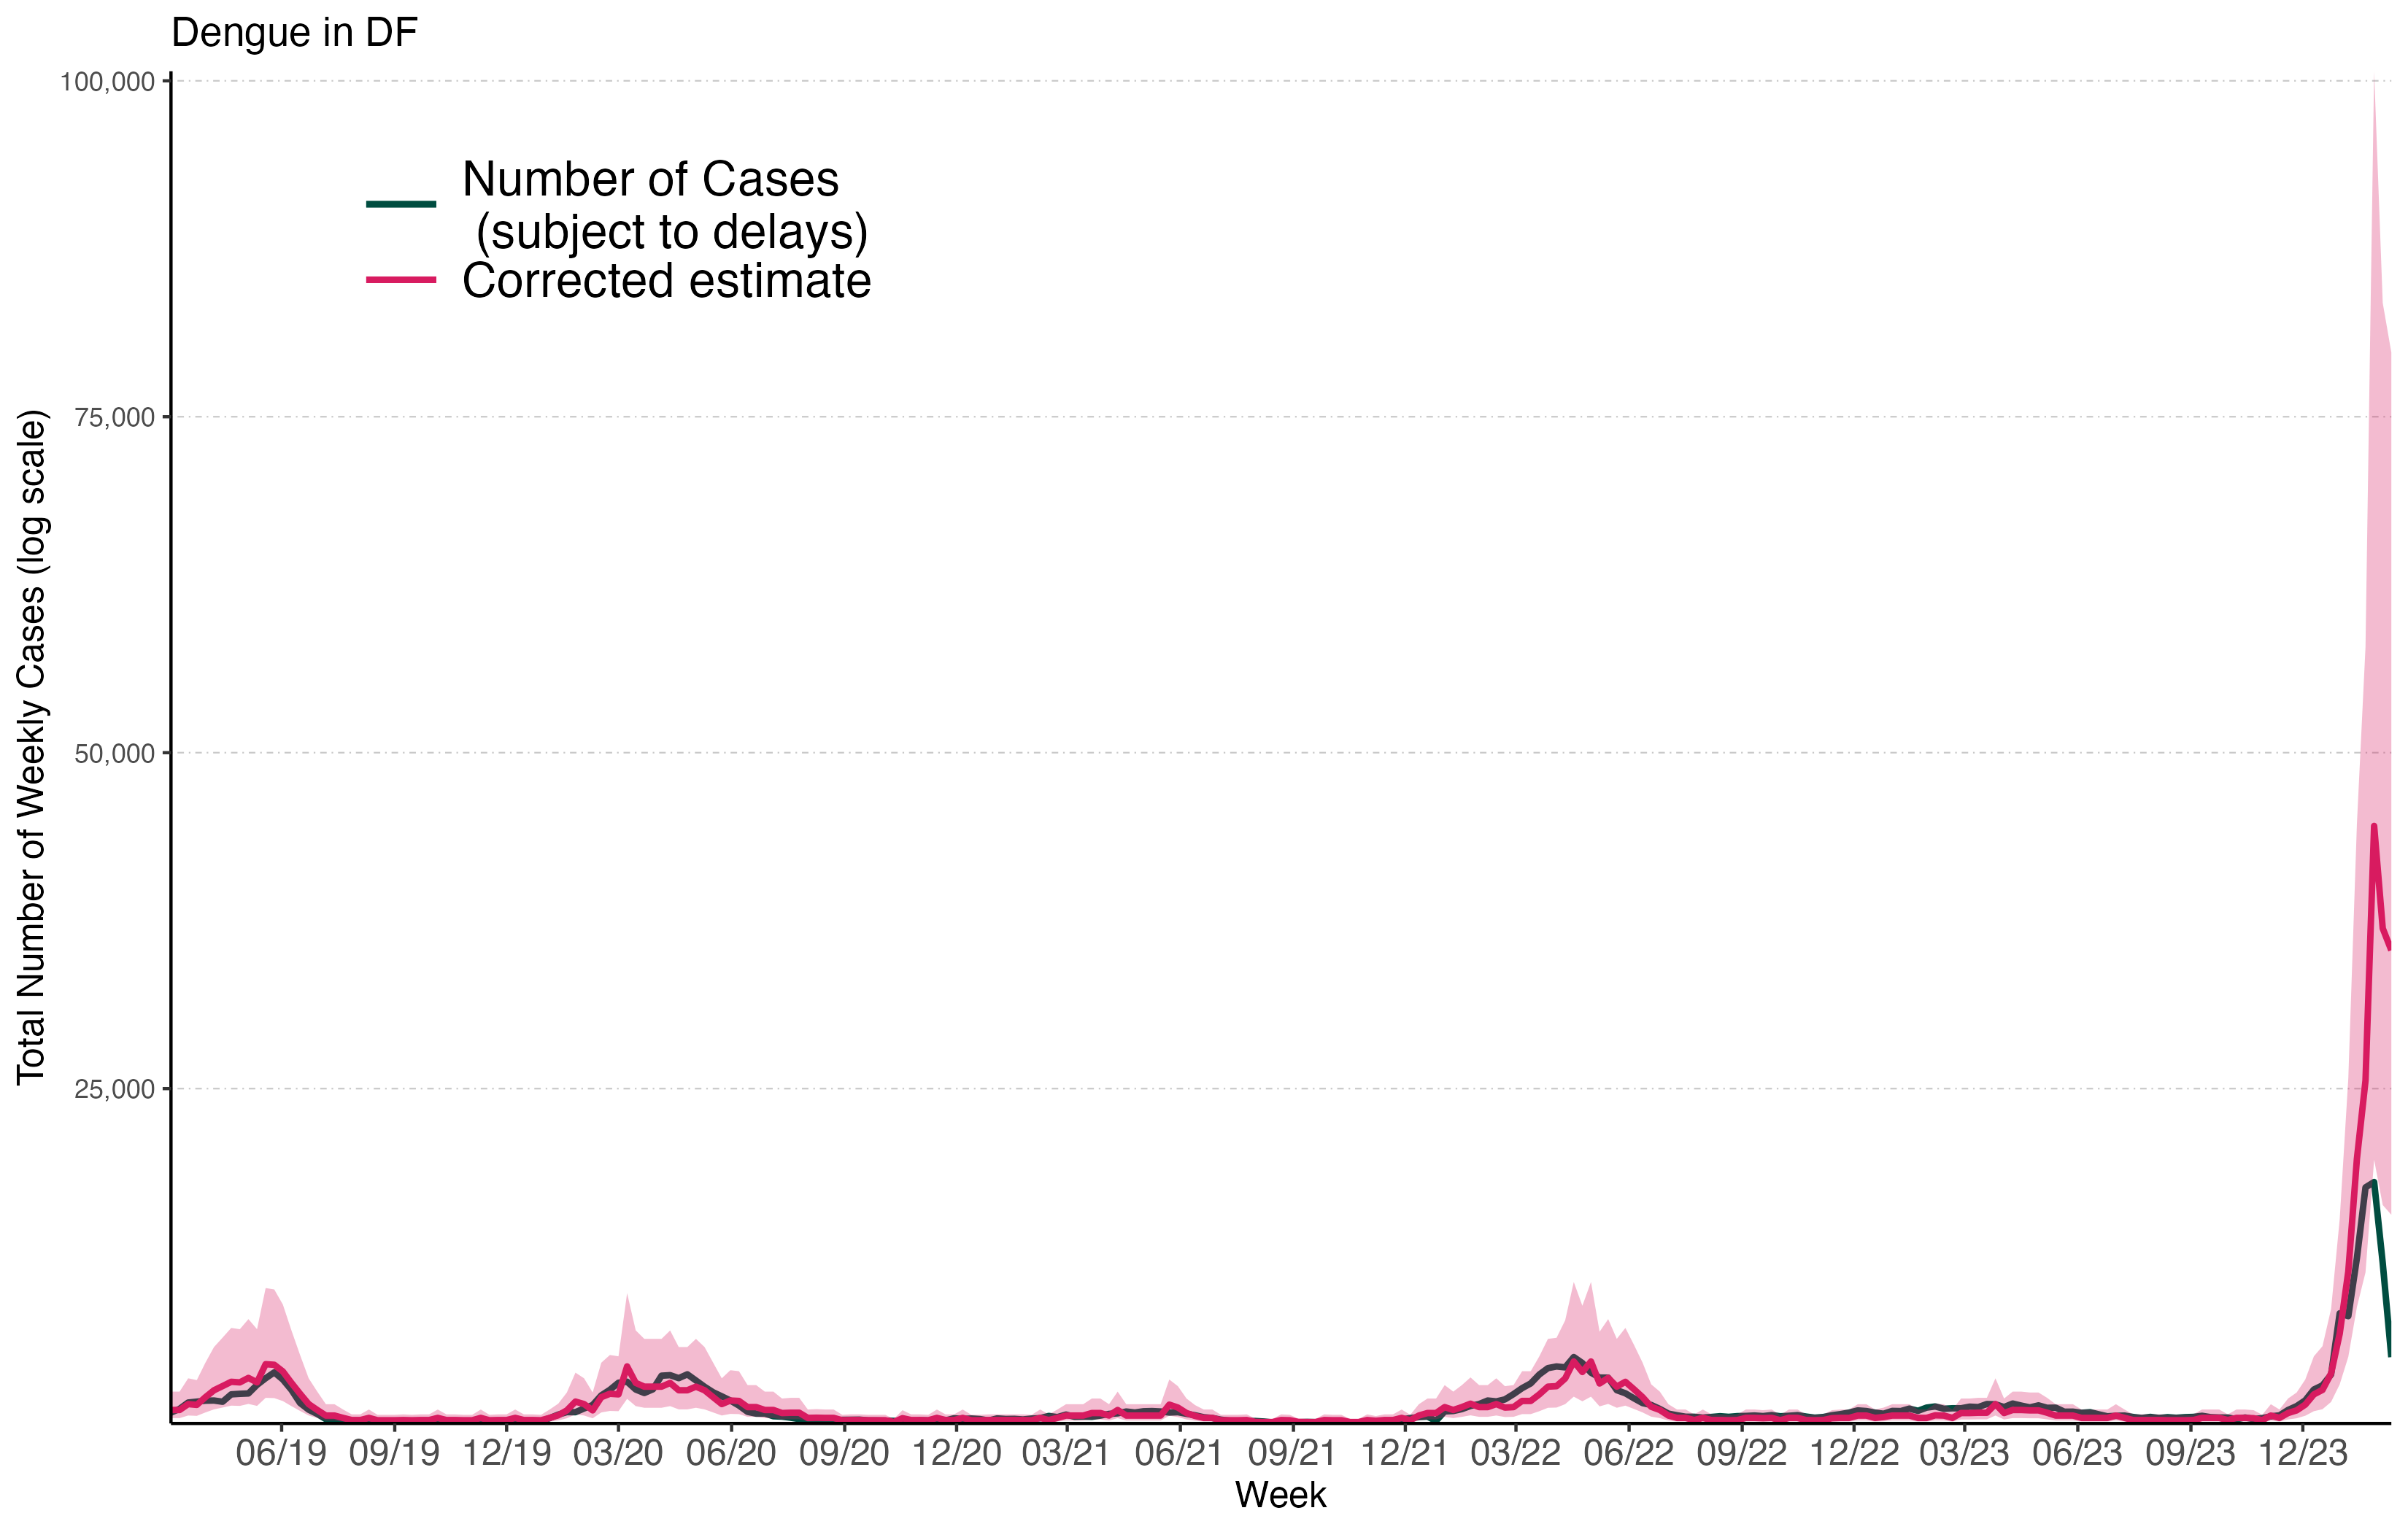 Dengue in DF
100,000
75,000
50,000
25,000
Total Number of Weekly Cases (log scale)
Number of Cases
(subject to delays)
Corrected estimate
06/19 09/19 12/19 03/20 06/20 09/20 12/20 03/21 06/21 09/21 12/21 03/22 06/22 09/22 12/22 03/23 06/23 09/23 12/23
Week